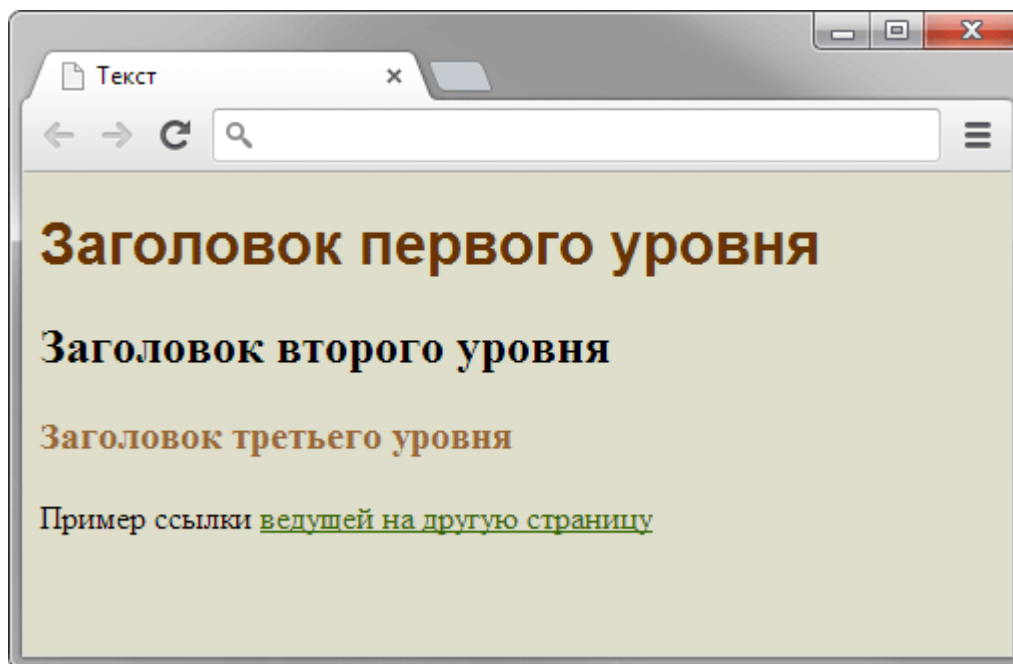 Текст
Заголовок первого уровня
Заголовок второго уровня
Заголовок третьего уровня
Пример ссылки ведущей на другую страницу